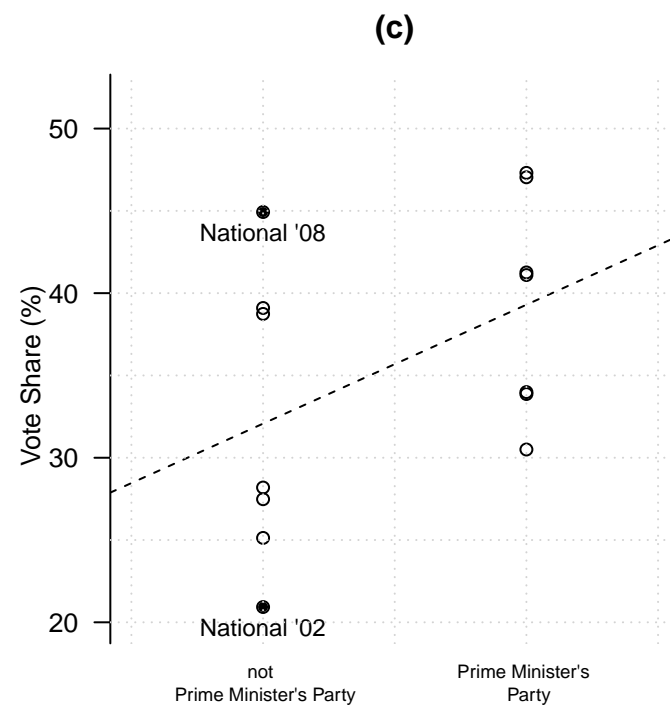 (c)
50
40
30
20
Vote Share (%)
National '08
National '02
not
Prime Minister's Party
Prime Minister's
Party